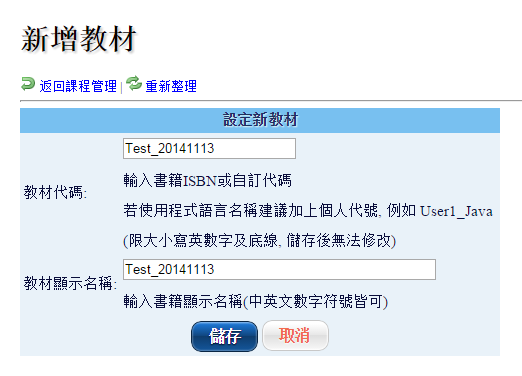 新增教材
返回課程管理 | 重新整理
設定新教材
Test_20141113
教材代碼:
輸入書籍ISBN或自訂代碼
若使用程式語言名稱建議加上個人代號, 例如 User1_Java
(限大小寫英數字及底線, 儲存後無法修改)
教材顯示名稱:
Test_20141113
輸入書籍顯示名稱(中英文數字符號皆可)
儲存 取消